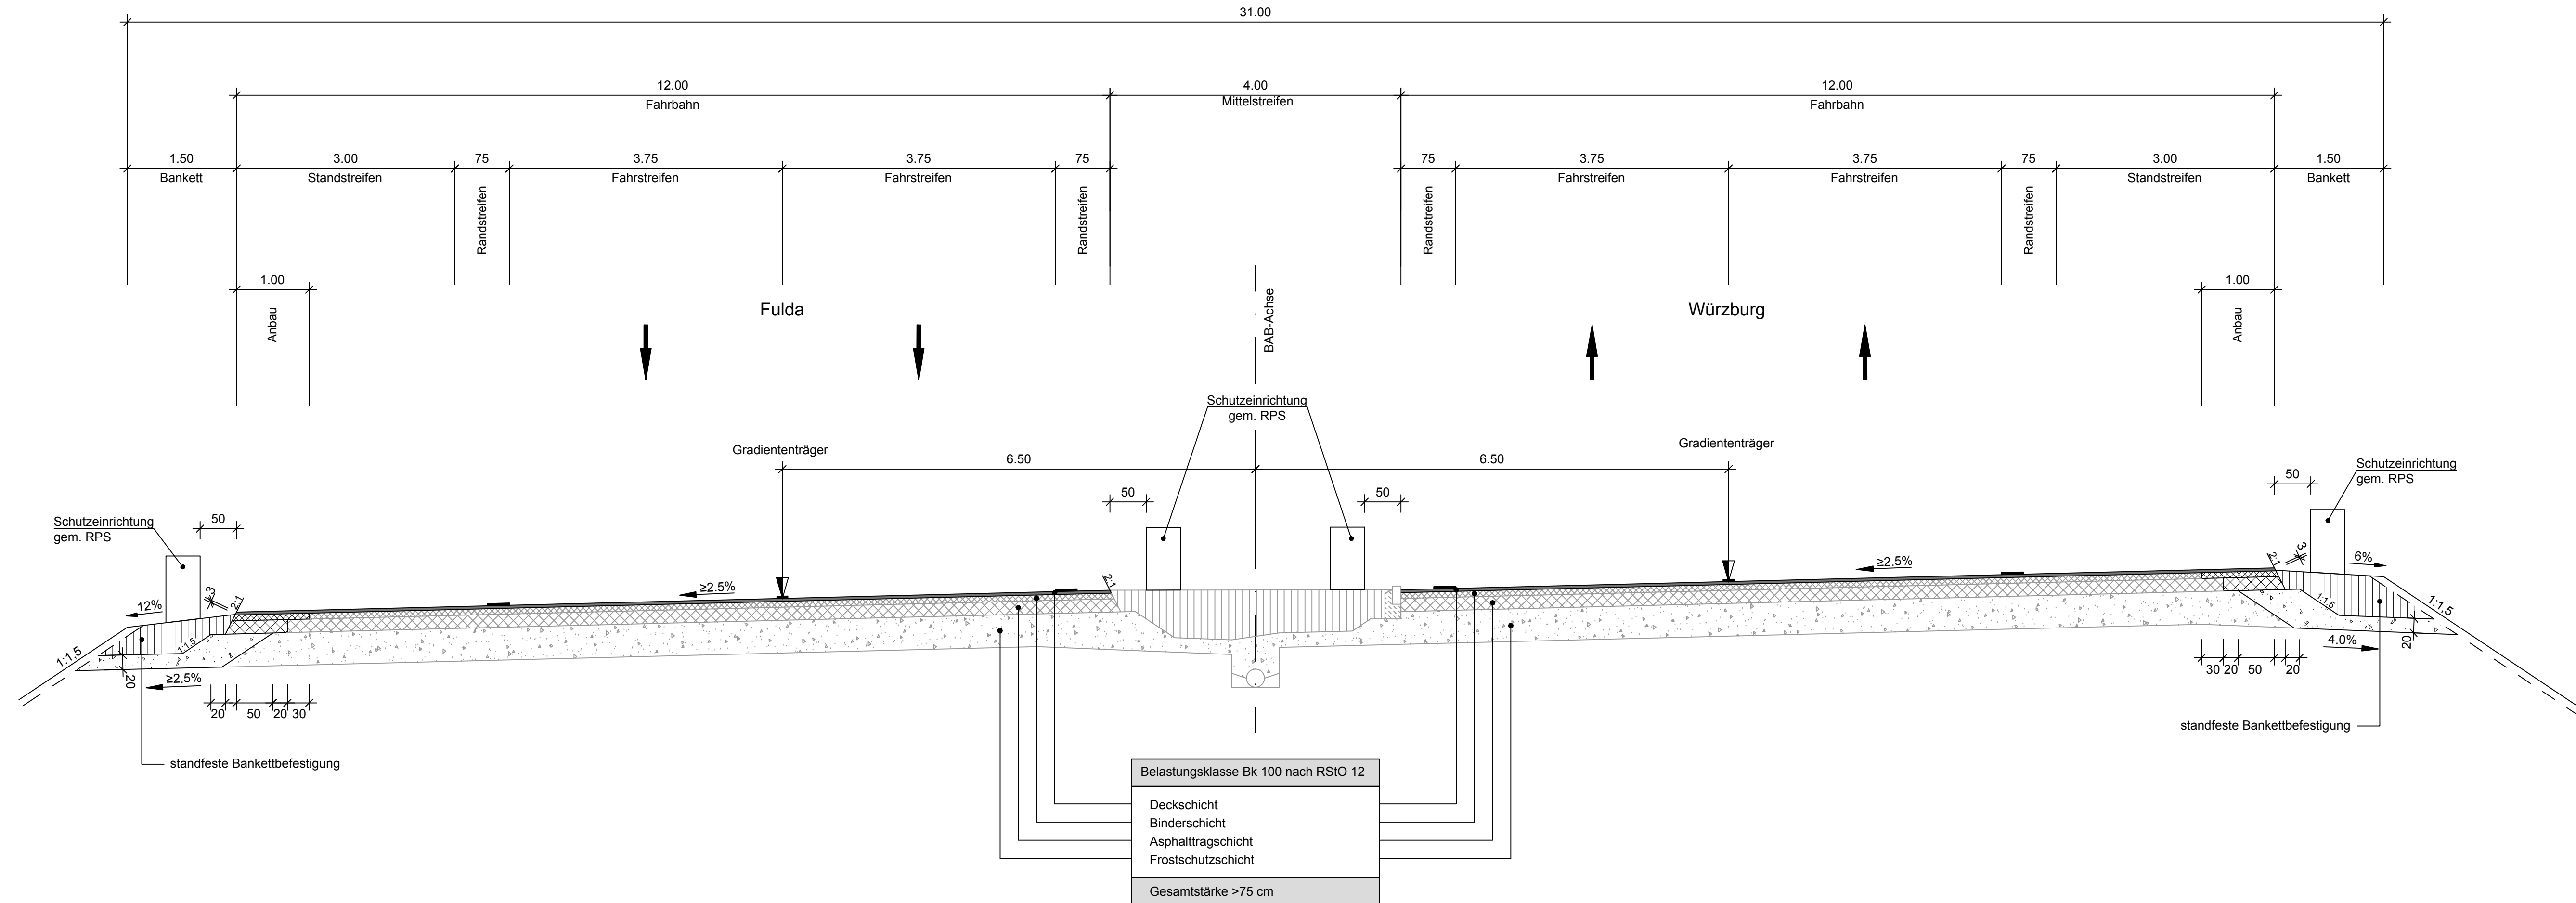 31.00
12.00
Fahrbahn
4.00
Mittelstreifen
12.00
Fahrbahn
1.50
Bankett
3.00
Standstreifen
75
Randstreifen
3.75
Fahrstreifen
3.75
Fahrstreifen
75
Randstreifen
75
Randstreifen
3.75
Fahrstreifen
3.75
Fahrstreifen
75
Randstreifen
3.00
Standstreifen
1.50
Bankett
1.00
Anbau
Fulda
BAB-Achse
Würzburg
1.00
Anbau
Schutzeinrichtung
gem. RPS
Gradiententräger
6.50
6.50
Gradiententräger
Schutzeinrichtung
gem. RPS
50
50
50
Schutzeinrichtung
gem. RPS
50
3
2:1
12%
≥2.5%
2:1
≥2.5%
2:1
3
6%
1:1,5
1:1,5
20
≥2.5%
1:1,5
1:1,5
4.0%
20
20
50
20
30
30
20
50
20
standfeste Bankettbefestigung
standfeste Bankettbefestigung
Belastungsklasse Bk 100 nach RStO 12
Deckschicht
Binderschicht
Asphalttragschicht
Frostschutzschicht
Gesamtstärke >75 cm